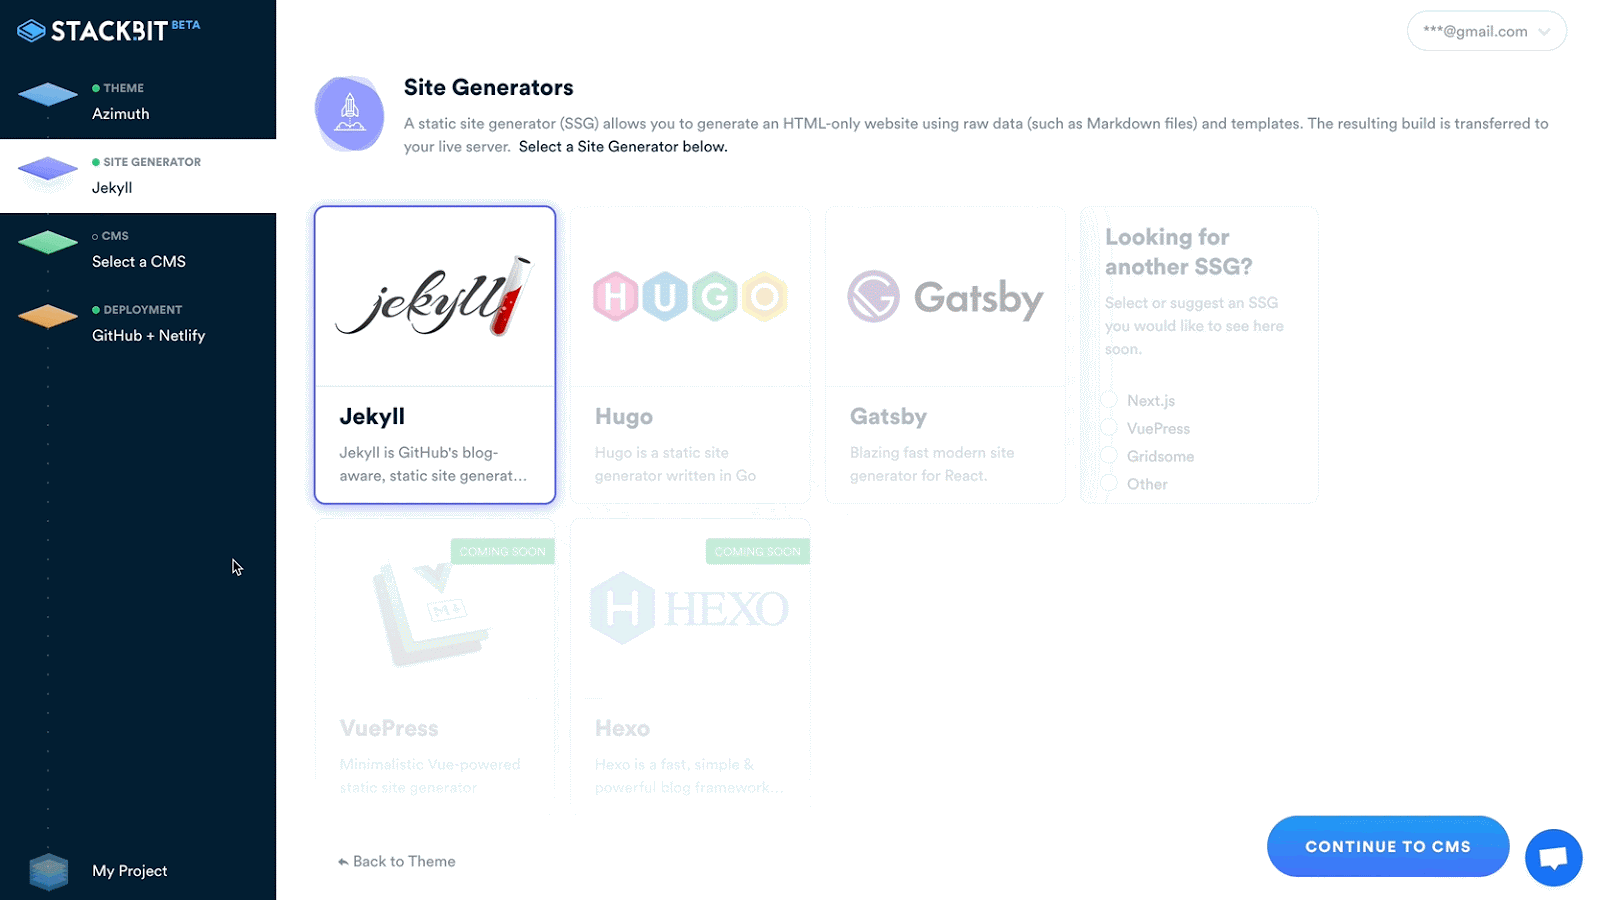 STACKBIT BETA
***@gmail.com
THEME
Azimuth
SITE GENERATOR
Jekyll
CMS
Select a CMS
DEPLOYMENT
GitHub + Netlify
My Project
Site Generators
A static site generator (SSG) allows you to generate an HTML-only website using raw data (such as Markdown files) and templates. The resulting build is transferred to
your live server. Select a Site Generator below.
jekyll
Jekyll
Jekyll is GitHub's blog-
aware, static site generat...
HUGO
Hugo
Hugo is a static site
generator written in Go
Gatsby
Gatsby
Blazing fast modern site
generator for React.
Looking for
another SSG?
Select or suggest an SSG
you would like to see here
soon.
Next.js
VuePress
Gridsome
Other
COMING SOON
M↓
VuePress
Minimalistic Vue-powered
static site generator
COMING SOON
H HEXO
Hexo
Hexo is a fast, simple &
powerful blog framework...
Back to Theme
CONTINUE TO CMS